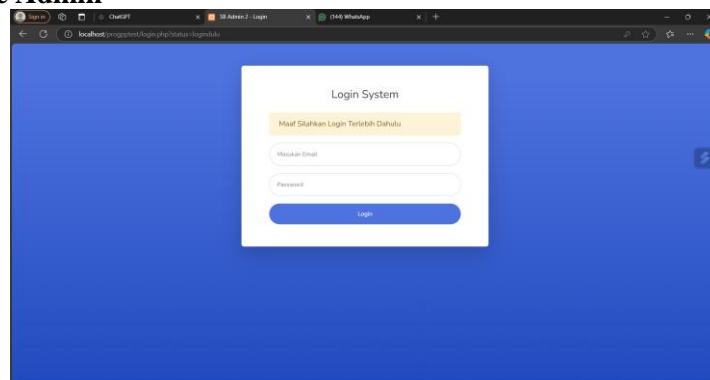 Admin
Sign in
ChatGPT
SB Admin 2 - Login
(144) WhatsApp
localhost/progpptest/login.php?status=logindulu
Login System
Maaf Silahkan Login Terlebih Dahulu
Masukan Email
Password
Login